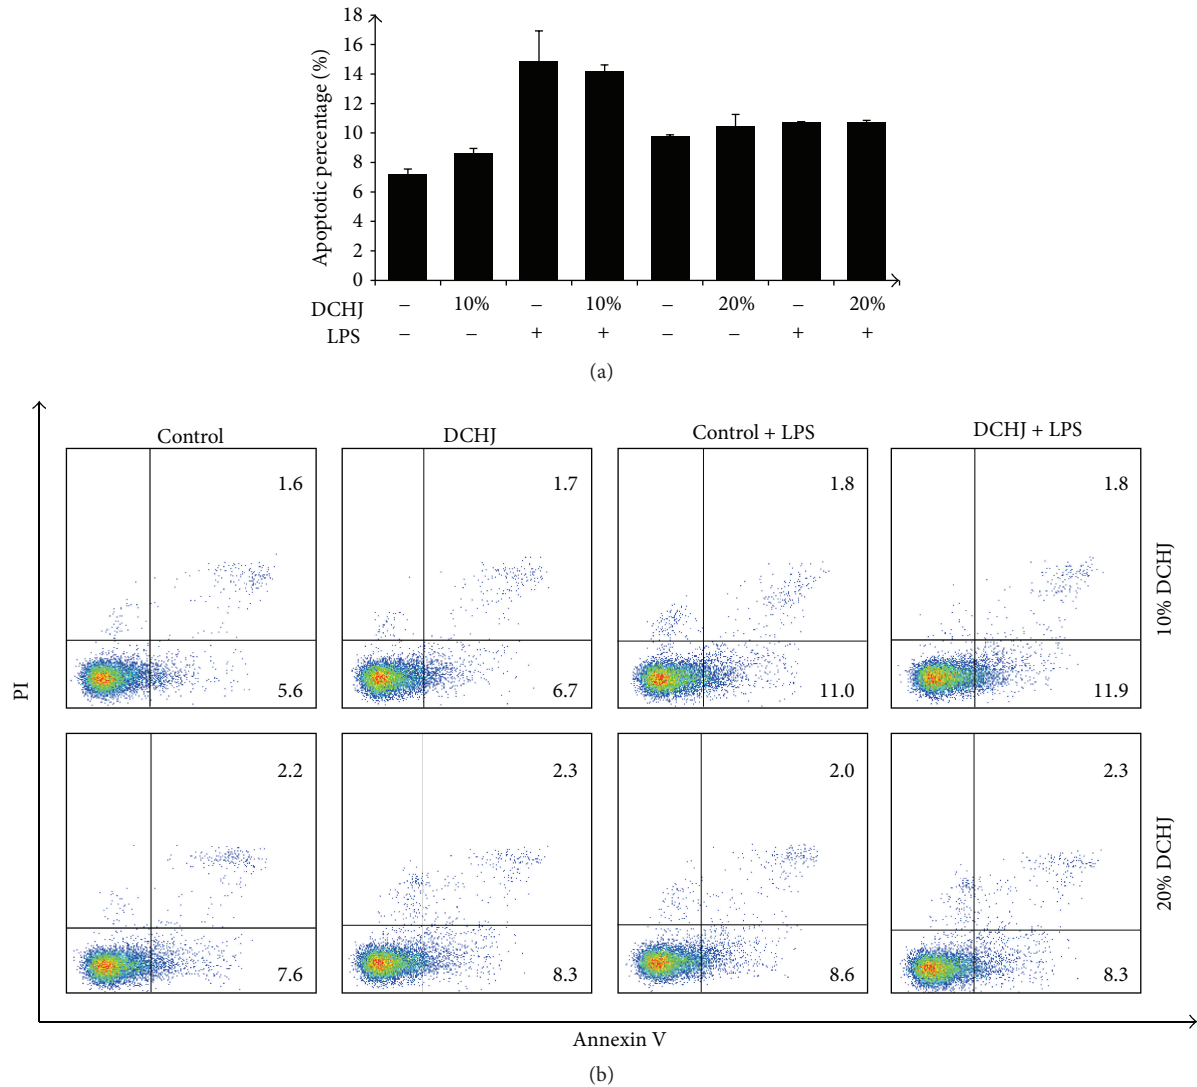 18
16
14
12
10
8
6
4
2
0
Apoptotic percentage (%)
DCHJ – 10% – 10% – 20% – 20%
LPS – – + + – – + +
(a)
Control DCHJ Control + LPS DCHJ + LPS
1.6 1.7 1.8 1.8
5.6 6.7 11.0 11.9
10% DCHJ
PI
2.2 2.3 2.0 2.3
7.6 8.3 8.6 8.3
20% DCHJ
Annexin V
(b)